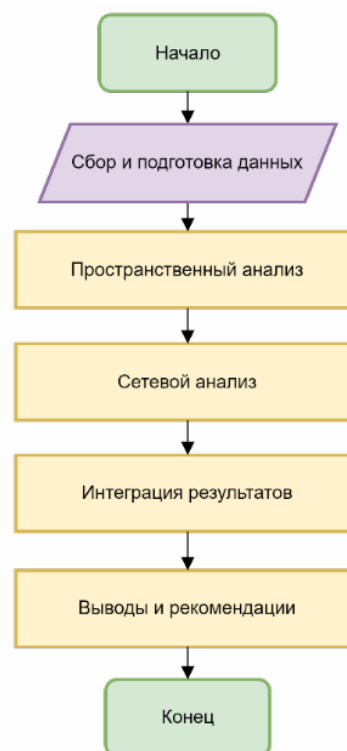 Начало
Сбор и подготовка данных
Пространственный анализ
Сетевой анализ
Интеграция результатов
Выводы и рекомендации
Конец